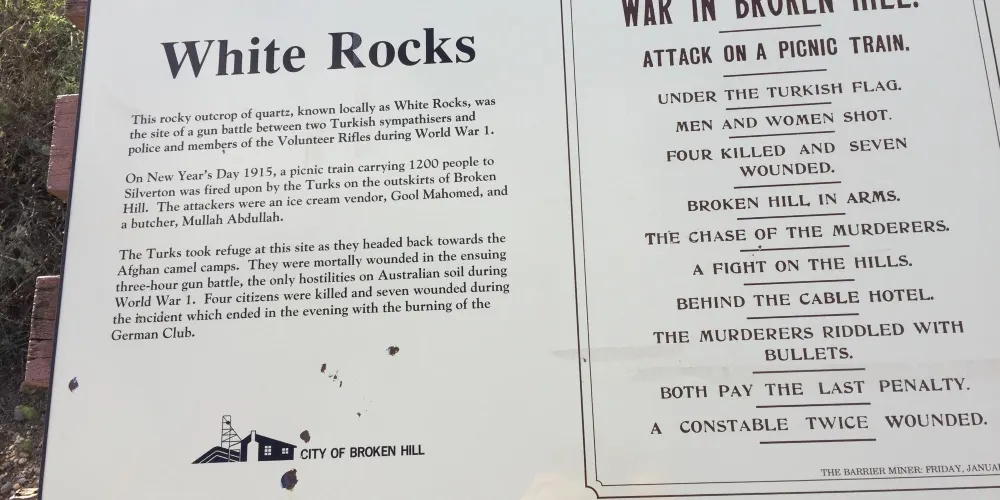 White Rocks
This rocky outcrop of quartz, known locally as White Rocks, was
the site of a gun battle between two Turkish sympathisers and
police and members of the Volunteer Rifles during World War 1.
On New Year's Day 1915, a picnic train carrying 1200 people to
Silverton was fired upon by the Turks on the outskirts of Broken
Hill. The attackers were an ice cream vendor, Gool Mahomed, and
a butcher, Mullah Abdullah.
The Turks took refuge at this site as they headed back towards the
Afghan camel camps. They were mortally wounded in the ensuing
three-hour gun battle, the only hostilities on Australian soil during
World War 1. Four citizens were killed and seven wounded during
the incident which ended in the evening with the burning of the
German Club.
CITY OF BROKEN HILL
WAR IN BROKEN HILL.
ATTACK ON A PICNIC TRAIN.
UNDER THE TURKISH FLAG.
MEN AND WOMEN SHOT.
FOUR KILLED AND SEVEN
WOUNDED.
BROKEN HILL IN ARMS.
THE CHASE OF THE MURDERERS.
A FIGHT ON THE HILLS.
BEHIND THE CABLE HOTEL.
THE MURDERERS RIDDLED WITH
BULLETS.
BOTH PAY THE LAST PENALTY.
A CONSTABLE TWICE WOUNDED.
THE BARRIER MINER: FRIDAY, JANUA